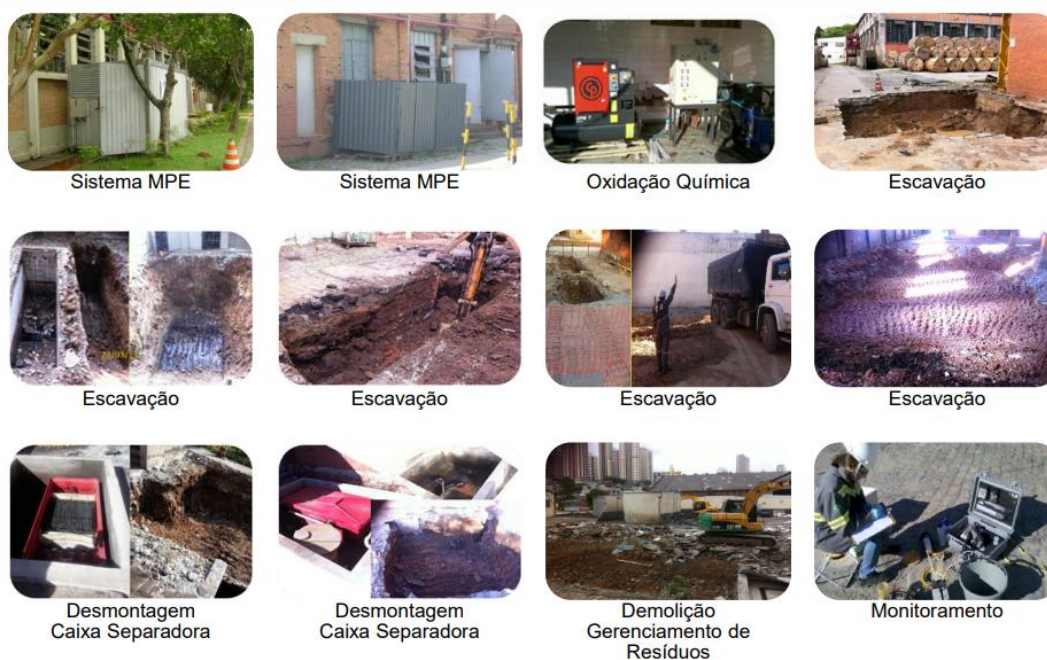 Sistema MPE
Sistema MPE
Oxidação Química
Escavação
Escavação
Escavação
Escavação
Escavação
Desmontagem
Caixa Separadora
Desmontagem
Caixa Separadora
Demolição
Gerenciamento de
Resíduos
Monitoramento